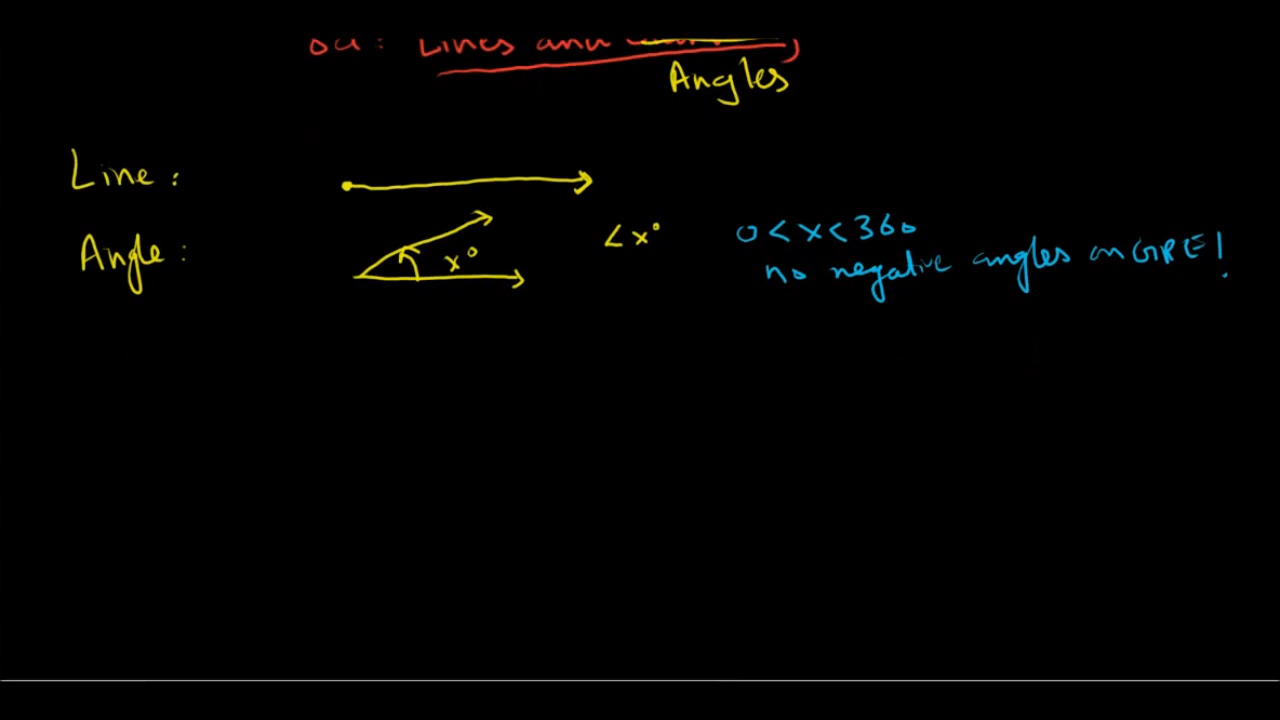 Lines and
Angles
Line :
Angle :
x°
∠x°
0 < x < 360
no negative angles on GRE!